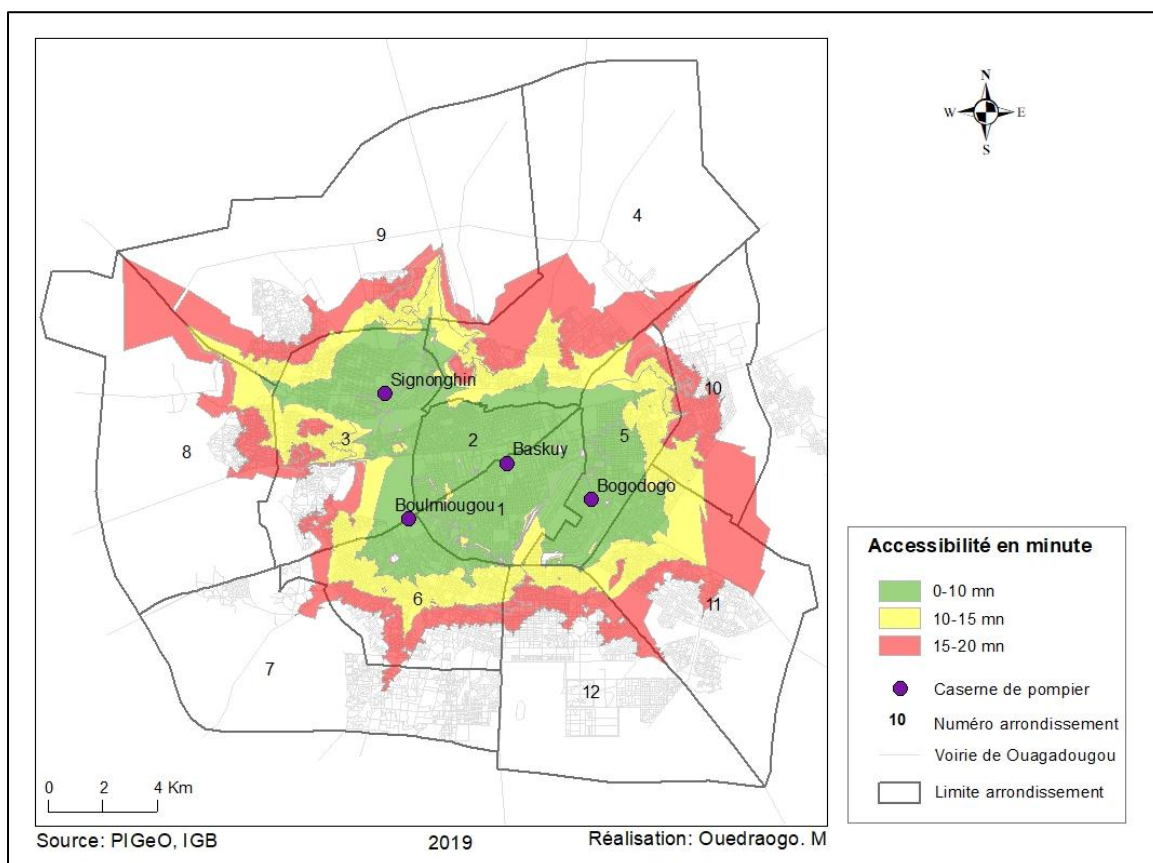 N
W E
S
4
9
10
Signonghin
3
2
5
8
Baskuy
Bogodogo
Boulmiougou
1
6
11
7
12
0 2 4 Km
Source: PIGeO, IGB 2019 Réalisation: Ouedraogo. M
Accessibilité en minute
0-10 mn
10-15 mn
15-20 mn
Caserne de pompier
10 Numéro arrondissement
Voirie de Ouagadougou
Limite arrondissement